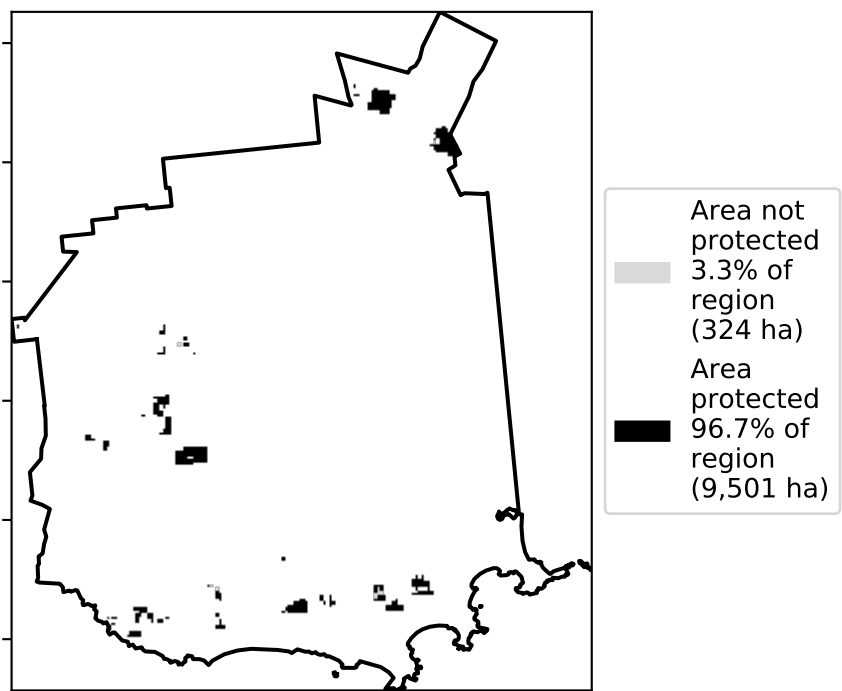 Area not
protected
3.3% of
region
(324 ha)
Area
protected
96.7% of
region
(9,501 ha)